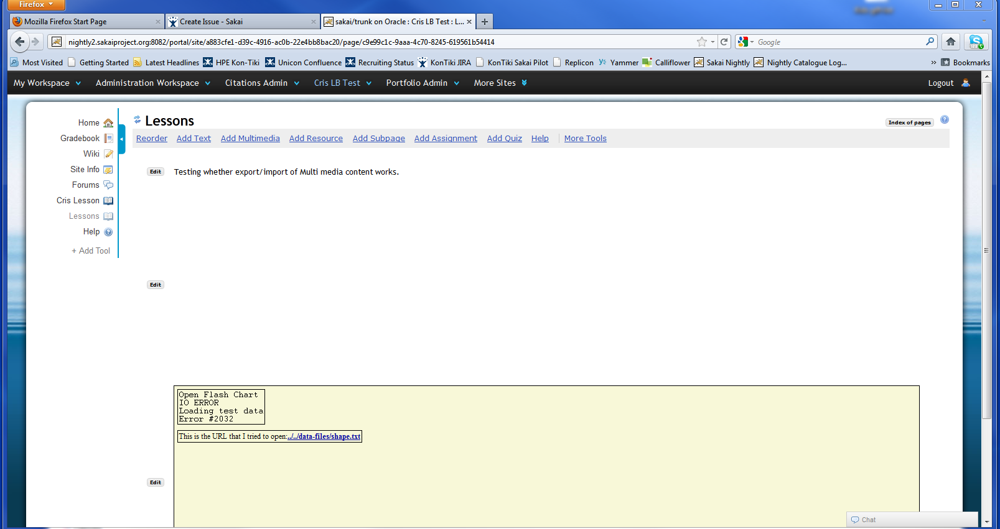 Firefox
Mozilla Firefox Start Page
Create Issue - Sakai
sakai/trunk on Oracle : Cris LB Test : L...
nightly2.sakaiproject.org:8082/portal/site/a883cfe1-d39c-4916-ac0b-22e4bb8bac20/page/c9e99c1c-9aaa-4c70-8245-619561b54414
Google
Most Visited Getting Started Latest Headlines HPE Kon-Tiki Unicon Confluence Recruiting Status KonTiki JIRA KonTiki Sakai Pilot Replicon Yammer Calliflower Sakai Nightly Nightly Catalogue Log... » Bookmarks
My Workspace Administration Workspace Citations Admin Cris LB Test Portfolio Admin More Sites Logout
Home
Gradebook
Wiki
Site Info
Forums
Cris Lesson
Lessons
Help
+ Add Tool
Lessons
Index of pages
Reorder Add Text Add Multimedia Add Resource Add Subpage Add Assignment Add Quiz Help More Tools
Edit
Testing whether export/import of Multi media content works.
Edit
Open Flash Chart
IO ERROR
Loading test data
Error #2032
This is the URL that I tried to open:../../data-files/shape.txt
Edit
Chat